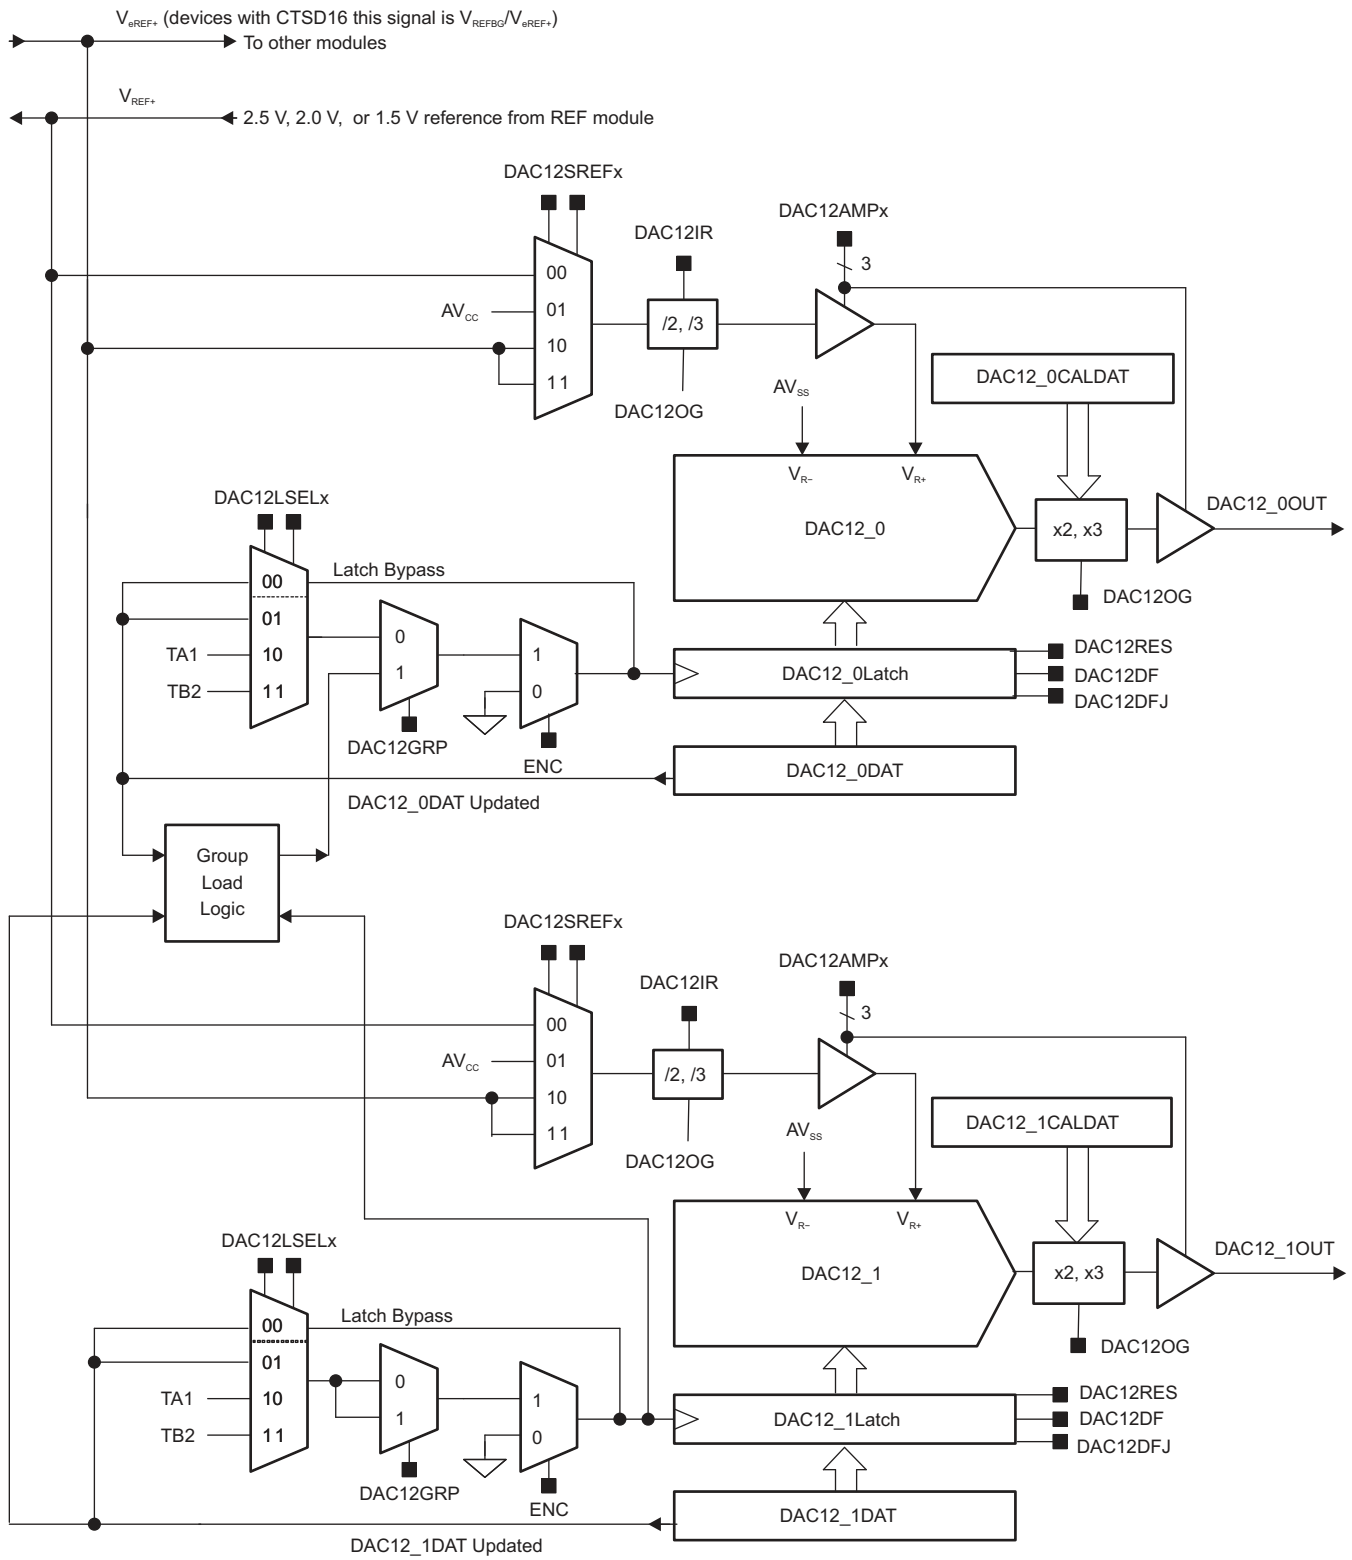 VeREF+ (devices with CTSD16 this signal is VREFBG/VeREF+)
To other modules
VREF+
2.5 V, 2.0 V, or 1.5 V reference from REF module
DAC12SREFx
DAC12IR
DAC12AMPx
3
00
AVCC
01
10
11
/2, /3
DAC12OG
AVSS
DAC12_0CALDAT
VR−
VR+
DAC12_0
x2, x3
DAC12_0OUT
DAC12OG
DAC12LSELx
00
Latch Bypass
01
TA1
10
TB2
11
0
1
DAC12GRP
1
0
ENC
DAC12_0Latch
DAC12RES
DAC12DF
DAC12DFJ
DAC12_0DAT
DAC12_0DAT Updated
Group
Load
Logic
DAC12SREFx
DAC12IR
DAC12AMPx
3
00
AVCC
01
10
11
/2, /3
DAC12OG
AVSS
DAC12_1CALDAT
VR−
VR+
DAC12_1
x2, x3
DAC12_1OUT
DAC12OG
DAC12LSELx
00
Latch Bypass
01
TA1
10
TB2
11
0
1
DAC12GRP
1
0
ENC
DAC12_1Latch
DAC12RES
DAC12DF
DAC12DFJ
DAC12_1DAT
DAC12_1DAT Updated